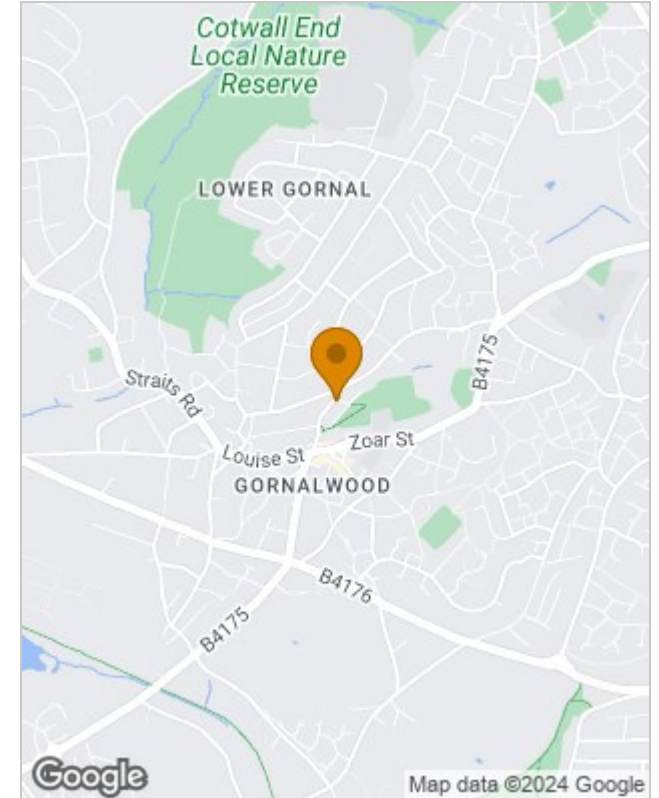 Cotwall End
Local Nature
Reserve
LOWER GORNAL
B4175
Straits Rd
Zoar St
Louise St
GORNALWOOD
B4176
B4175
Google
Map data ©2024 Google